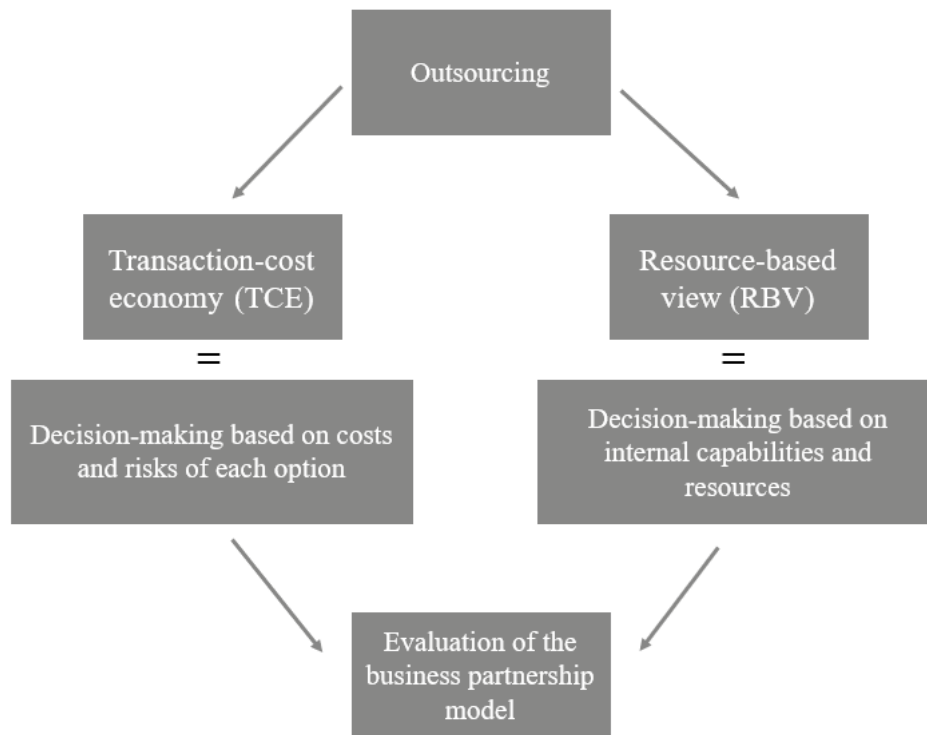 Outsourcing
Transaction-cost
economy (TCE)
=
Decision-making based on costs
and risks of each option
Resource-based
view (RBV)
=
Decision-making based on
internal capabilities and
resources
Evaluation of the
business partnership
model